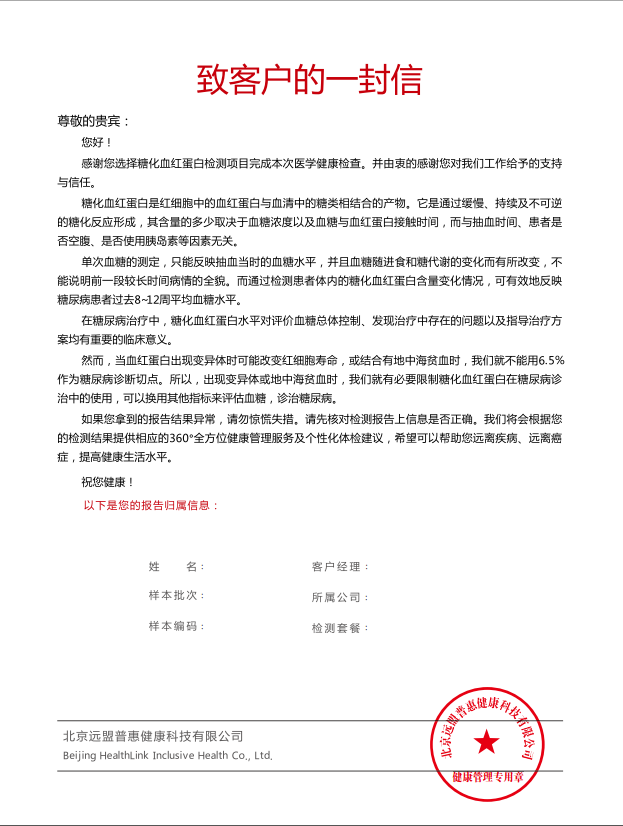 致客户的一封信
尊敬的贵宾：
您好！
感谢您选择糖化血红蛋白检测项目完成本次医学健康检查。并由衷的感谢您对我们工作给予的支持
与信任。
糖化血红蛋白是红细胞中的血红蛋白与血清中的糖类相结合的产物。它是通过缓慢、持续及不可逆
的糖化反应形成，其含量的多少取决于血糖浓度以及血糖与血红蛋白接触时间，而与抽血时间、患者是
否空腹、是否使用胰岛素等因素无关。
单次血糖的测定，只能反映抽血当时的血糖水平，并且血糖随进食和糖代谢的变化而有所改变，不
能说明前一段较长时间病情的全貌。而通过检测患者体内的糖化血红蛋白含量变化情况，可有效地反映
糖尿病患者过去8~12周平均血糖水平。
在糖尿病治疗中，糖化血红蛋白水平对评价血糖总体控制、发现治疗中存在的问题以及指导治疗方
案均有重要的临床意义。
然而，当血红蛋白出现变异体时可能改变红细胞寿命，或结合有地中海贫血时，我们就不能用6.5%
作为糖尿病诊断切点。所以，出现变异体或地中海贫血时，我们就有必要限制糖化血红蛋白在糖尿病诊
治中的使用，可以换用其他指标来评估血糖，诊治糖尿病。
如果您拿到的报告结果异常，请勿惊慌失措。请先核对检测报告上信息是否正确。我们将会根据您
的检测结果提供相应的360°全方位健康管理服务及个性化体检建议，希望可以帮助您远离疾病、远离癌
症，提高健康生活水平。
祝您健康！
以下是您的报告归属信息：
姓 名： 客户经理：
样本批次： 所属公司：
样本编码： 检测套餐：
北京远盟普惠健康科技有限公司
Beijing HealthLink Inclusive Health Co., Ltd.
北京远盟普惠健康科技有限公司
健康管理专用章